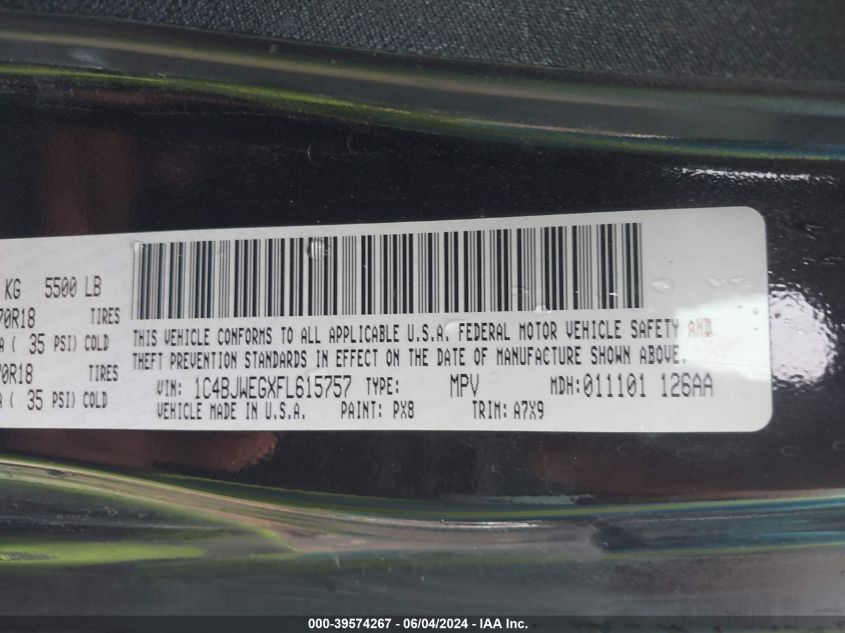 KG 5500 LB
70R18 TIRES
A ( 35 PSI) COLD
70R18 TIRES
A ( 35 PSI) COLD
THIS VEHICLE CONFORMS TO ALL APPLICABLE U.S.A. FEDERAL MOTOR VEHICLE SAFETY AND
THEFT PREVENTION STANDARDS IN EFFECT ON THE DATE OF MANUFACTURE SHOWN ABOVE.
VIN: 1C4BJWEGXFL615757 TYPE: MPV MDH:011101 126AA
VEHICLE MADE IN U.S.A. PAINT: PX8 TRIM: A7X9
000-39574267 - 06/04/2024 - IAA Inc.